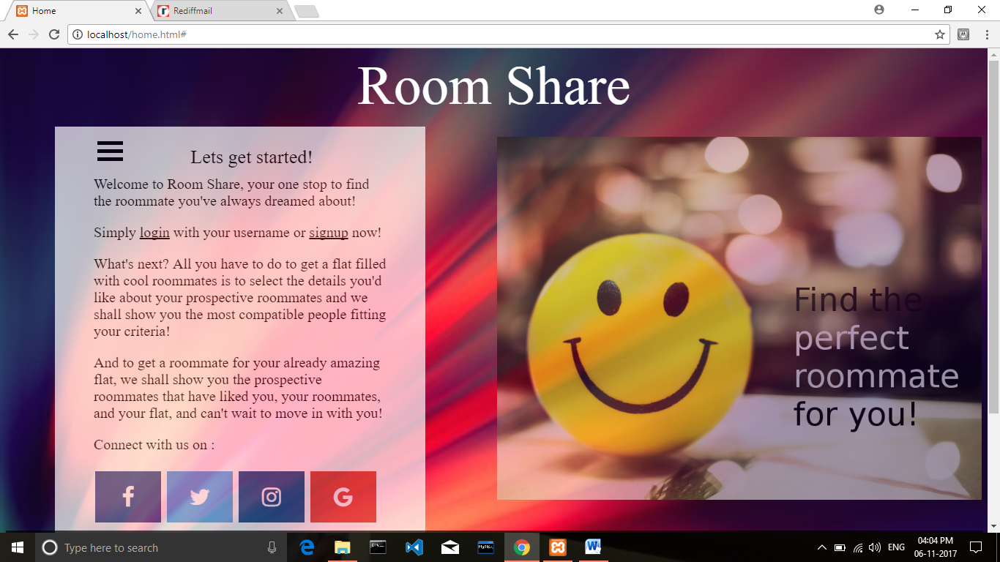 Home
Rediffmail
localhost/home.html#
Room Share
Lets get started!
Welcome to Room Share, your one stop to find
the roommate you've always dreamed about!
Simply login with your username or signup now!
What's next? All you have to do to get a flat filled
with cool roommates is to select the details you'd
like about your prospective roommates and we
shall show you the most compatible people fitting
your criteria!
And to get a roommate for your already amazing
flat, we shall show you the prospective
roommates that have liked you, your roommates,
and your flat, and can't wait to move in with you!
Connect with us on :
Find the
perfect
roommate
for you!
Type here to search
ENG
04:04 PM
06-11-2017